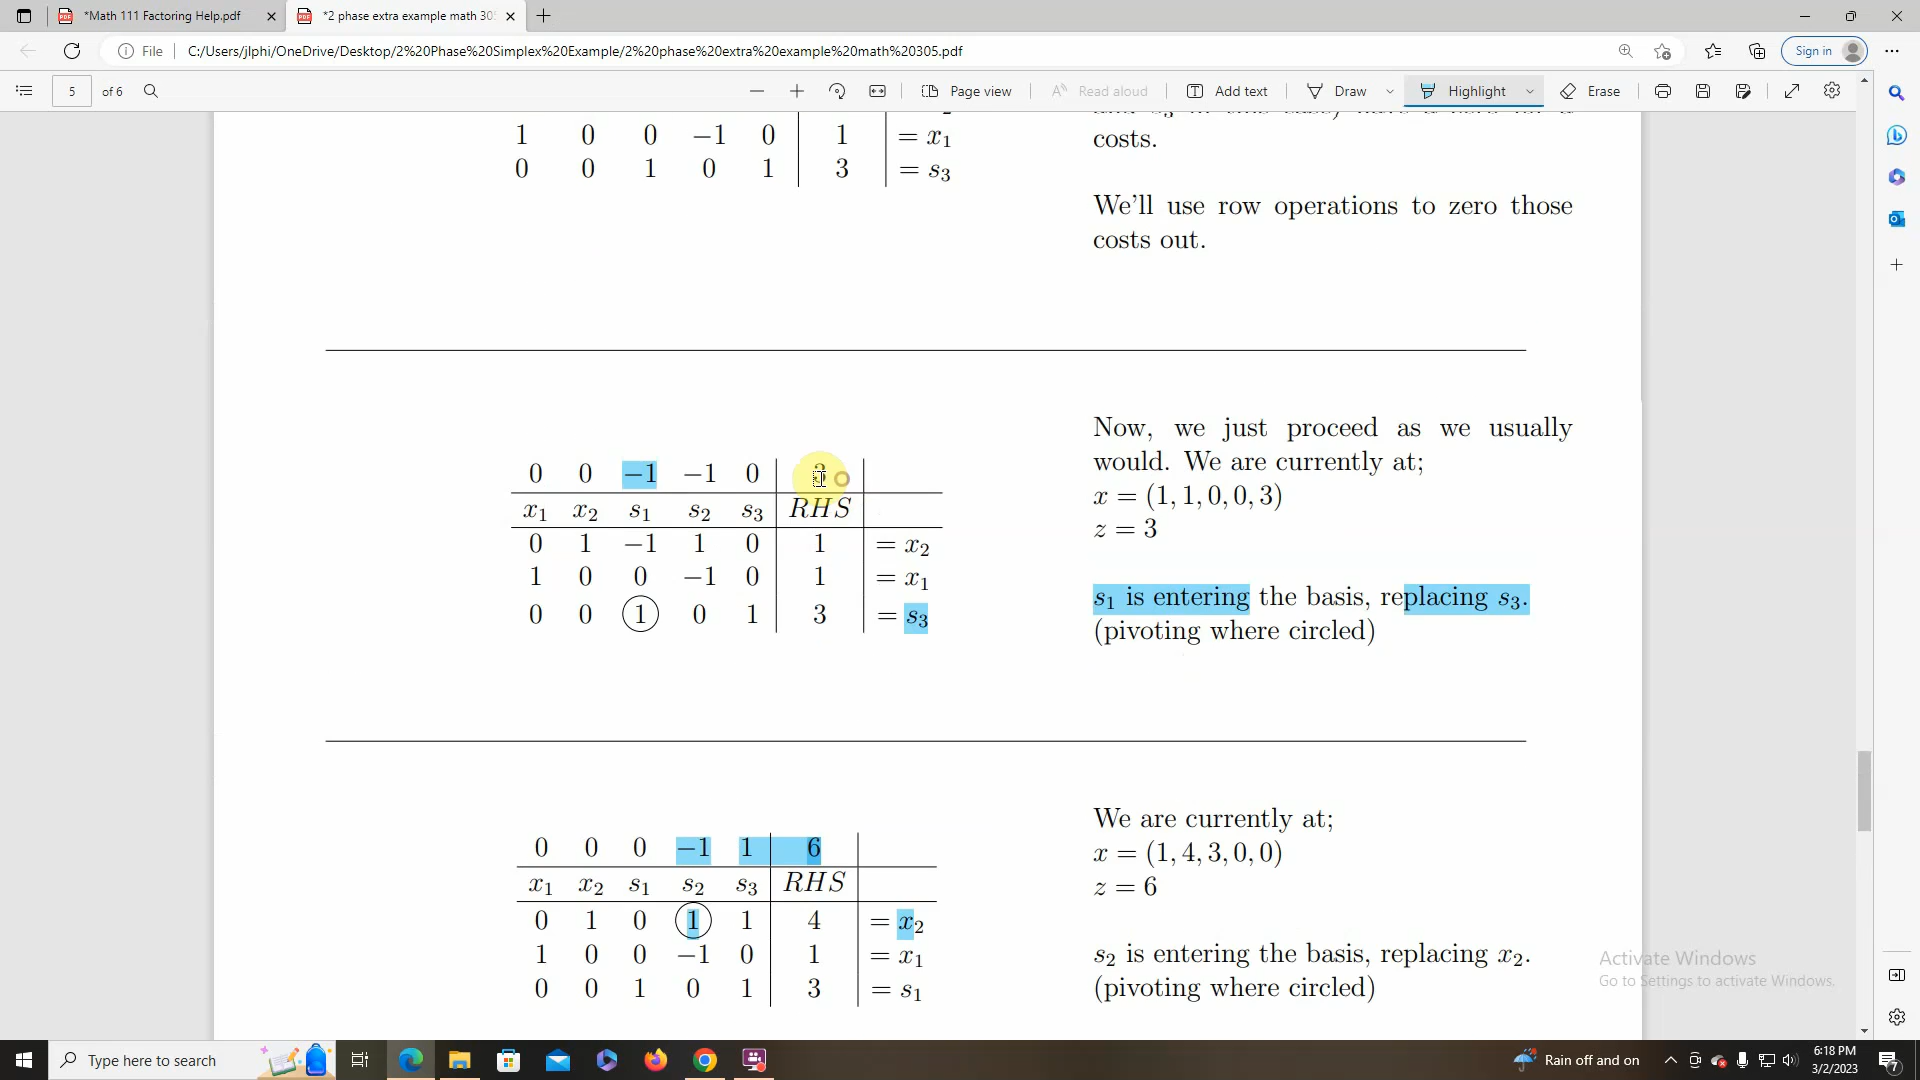 *Math 111 Factoring Help.pdf
*2 phase extra example math 30
File
C:/Users/jlphi/OneDrive/Desktop/2%20Phase%20Simplex%20Example/2%20phase%20extra%20example%20math%20305.pdf
Sign in
5 of 6
Page view
Read aloud
Add text
Draw
Highlight
Erase
1 0 0 −1 0 1 = x₁
costs.
0 0 1 0 1 3 = s₃
We'll use row operations to zero those
costs out.
Now, we just proceed as we usually
would. We are currently at;
x = (1, 1, 0, 0, 3)
z = 3
0 0 −1 −1 0 3
x₁ x₂ s₁ s₂ s₃ RHS
0 1 −1 1 0 1 = x₂
1 0 0 −1 0 1 = x₁
0 0 1 0 1 3 = s₃
s₁ is entering the basis, replacing s₃.
(pivoting where circled)
We are currently at;
x = (1, 4, 3, 0, 0)
z = 6
0 0 0 −1 1 6
x₁ x₂ s₁ s₂ s₃ RHS
0 1 0 1 1 4 = x₂
1 0 0 −1 0 1 = x₁
0 0 1 0 1 3 = s₁
s₂ is entering the basis, replacing x₂.
(pivoting where circled)
Activate Windows
Go to Settings to activate Windows.
Type here to search
Rain off and on
6:18 PM
3/2/2023
7